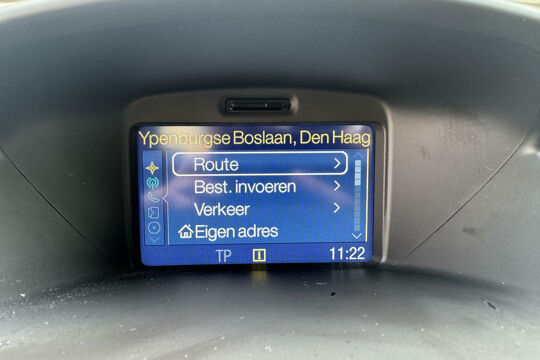 Ypenburgse Boslaan, Den Haag
Route
Best. invoeren
Verkeer
Eigen adres
TP
i
11:22